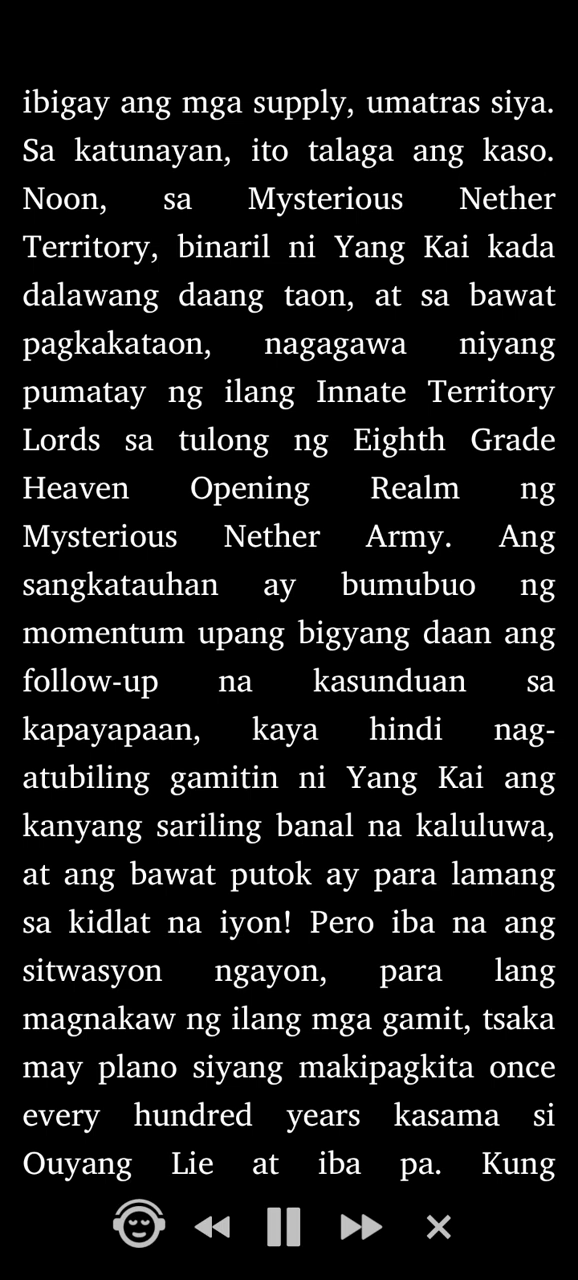 ibigay ang mga supply, umatras siya.
Sa katunayan, ito talaga ang kaso.
Noon, sa Mysterious Nether
Territory, binaril ni Yang Kai kada
dalawang daang taon, at sa bawat
pagkakataon, nagagawa niyang
pumatay ng ilang Innate Territory
Lords sa tulong ng Eighth Grade
Heaven Opening Realm ng
Mysterious Nether Army. Ang
sangkatauhan ay bumubuo ng
momentum upang bigyang daan ang
follow-up na kasunduan sa
kapayapaan, kaya hindi nag-
atubiling gamitin ni Yang Kai ang
kanyang sariling banal na kaluluwa,
at ang bawat putok ay para lamang
sa kidlat na iyon! Pero iba na ang
sitwasyon ngayon, para lang
magnakaw ng ilang mga gamit, tsaka
may plano siyang makipagkita once
every hundred years kasama si
Ouyang Lie at iba pa. Kung